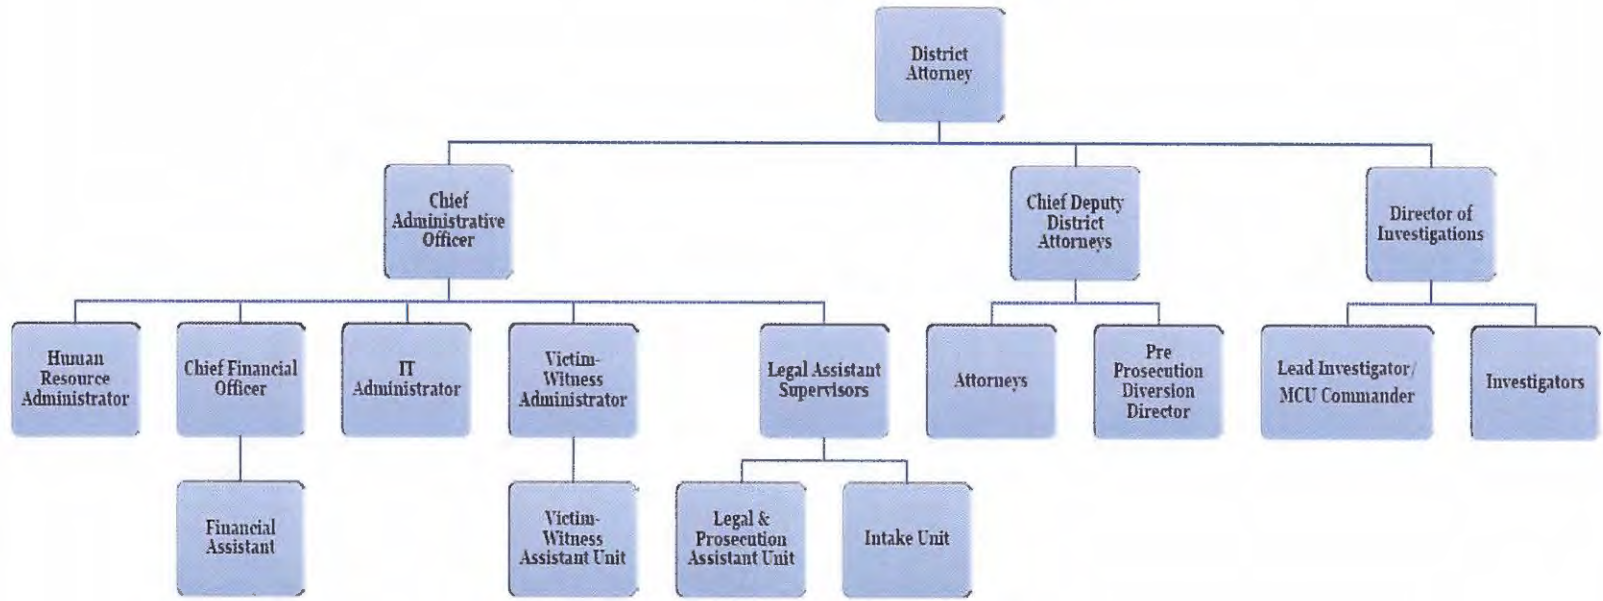 District
Attorney
Chief
Administrative
Officer
Chief Deputy
District
Attorneys
Director of
Investigations
Human
Resource
Administrator
Chief Financial
Officer
IT
Administrator
Victim-
Witness
Administrator
Legal Assistant
Supervisors
Attorneys
Pre
Prosecution
Diversion
Director
Lead Investigator/
MCU Commander
Investigators
Financial
Assistant
Victim-
Witness
Assistant Unit
Legal &
Prosecution
Assistant Unit
Intake Unit